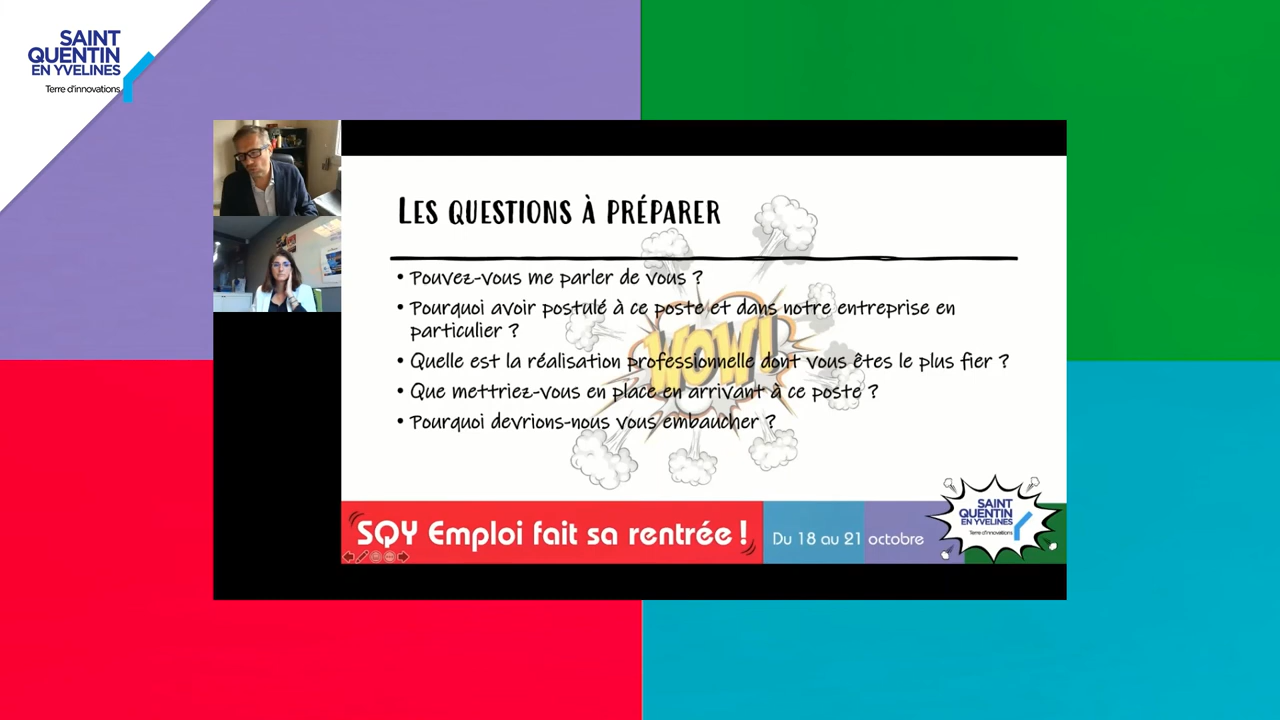 SAINT
QUENTIN
EN YVELINES
Terre d'innovations
LES QUESTIONS À PRÉPARER
• Pouvez-vous me parler de vous ?
• Pourquoi avoir postulé à ce poste et dans notre entreprise en
particulier ?
• Quelle est la réalisation professionnelle dont vous êtes le plus fier ?
• Que mettriez-vous en place en arrivant à ce poste ?
• Pourquoi devrions-nous vous embaucher ?
WOW!
SQY Emploi fait sa rentrée !
Du 18 au 21 octobre
SAINT
QUENTIN
EN YVELINES
Terre d'innovations